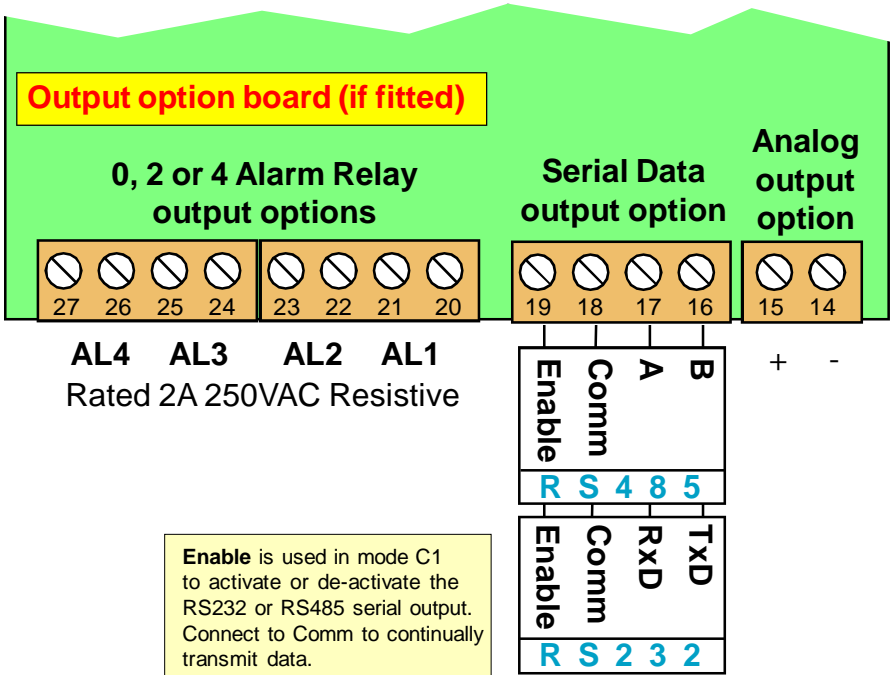 Output option board (if fitted)
0, 2 or 4 Alarm Relay
output options
Serial Data
output option
Analog
output
option
27 26 25 24 23 22 21 20
19 18 17 16
15 14
AL4 AL3 AL2 AL1
Rated 2A 250VAC Resistive
+ -
Enable Comm A B
RS485
Enable Comm RxD TxD
RS232
Enable is used in mode C1
to activate or de-activate the
RS232 or RS485 serial output.
Connect to Comm to continually
transmit data.